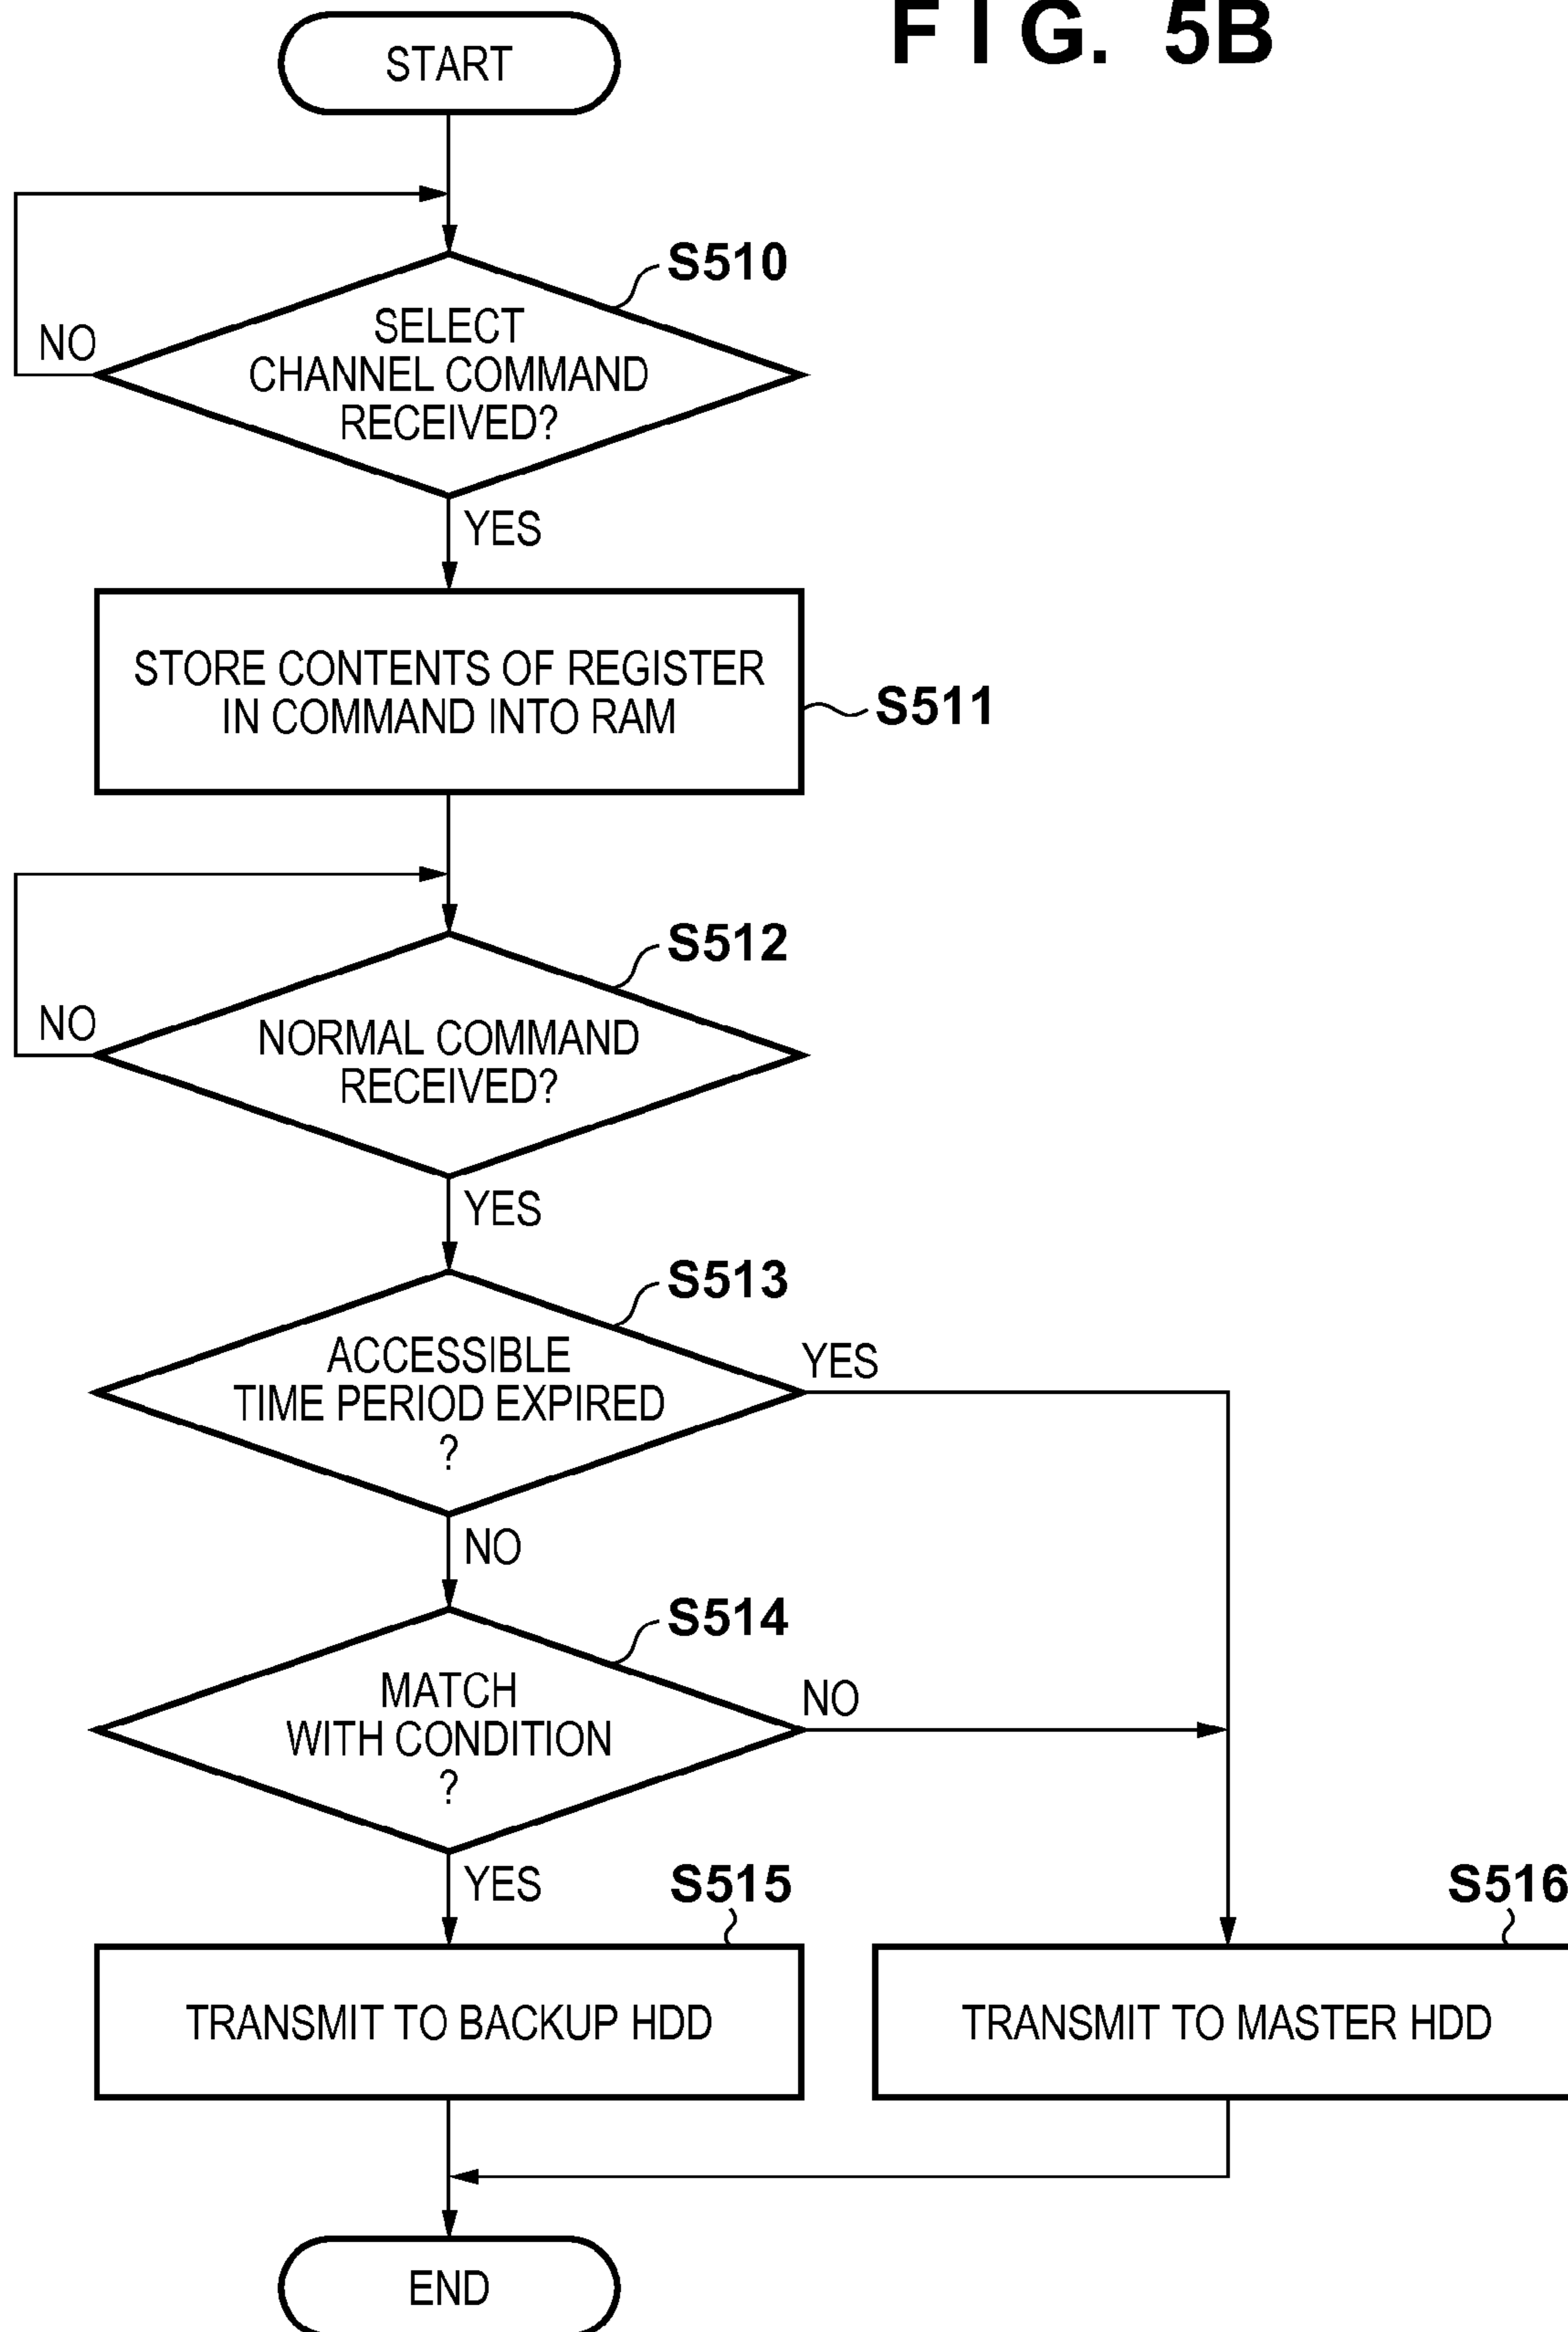 F I G. 5B
START
S510
SELECT
CHANNEL COMMAND
RECEIVED?
NO
YES
STORE CONTENTS OF REGISTER
IN COMMAND INTO RAM
S511
S512
NORMAL COMMAND
RECEIVED?
NO
YES
S513
ACCESSIBLE
TIME PERIOD EXPIRED
?
YES
NO
S514
MATCH
WITH CONDITION
?
NO
YES
S515
S516
TRANSMIT TO BACKUP HDD
TRANSMIT TO MASTER HDD
END